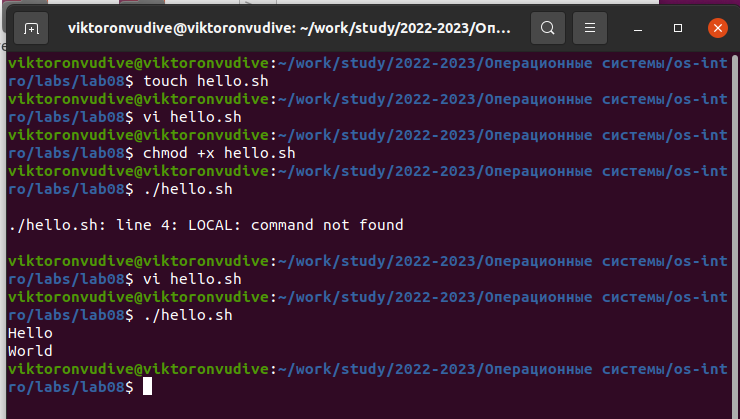 viktoronvudive@viktoronvudive: ~/work/study/2022-2023/Оп...
viktoronvudive@viktoronvudive:~/work/study/2022-2023/Операционные системы/os-int
ro/labs/lab08$ touch hello.sh
viktoronvudive@viktoronvudive:~/work/study/2022-2023/Операционные системы/os-int
ro/labs/lab08$ vi hello.sh
viktoronvudive@viktoronvudive:~/work/study/2022-2023/Операционные системы/os-int
ro/labs/lab08$ chmod +x hello.sh
viktoronvudive@viktoronvudive:~/work/study/2022-2023/Операционные системы/os-int
ro/labs/lab08$ ./hello.sh
./hello.sh: line 4: LOCAL: command not found
viktoronvudive@viktoronvudive:~/work/study/2022-2023/Операционные системы/os-int
ro/labs/lab08$ vi hello.sh
viktoronvudive@viktoronvudive:~/work/study/2022-2023/Операционные системы/os-int
ro/labs/lab08$ ./hello.sh
Hello
World
viktoronvudive@viktoronvudive:~/work/study/2022-2023/Операционные системы/os-int
ro/labs/lab08$